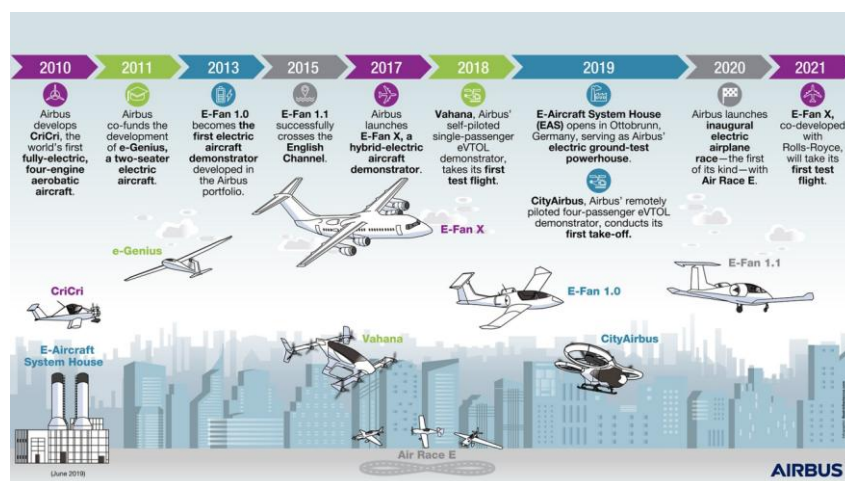 2010
2011
2013
2015
2017
2018
2019
2020
2021
Airbus
develops
CriCri, the
world's first
fully-electric,
four-engine
aerobatic
aircraft.
Airbus
co-funds the
development
of e-Genius,
a two-seater
electric
aircraft.
E-Fan 1.0
becomes the
first electric
aircraft
demonstrator
developed in
the Airbus
portfolio.
E-Fan 1.1
successfully
crosses the
English
Channel.
Airbus
launches
E-Fan X, a
hybrid-electric
aircraft
demonstrator.
Vahana, Airbus'
self-piloted
single-passenger
eVTOL
demonstrator,
takes its first
test flight.
E-Aircraft System House
(EAS) opens in Ottobrunn,
Germany, serving as Airbus'
electric ground-test
powerhouse.
CityAirbus, Airbus' remotely
piloted four-passenger eVTOL
demonstrator, conducts its
first take-off.
Airbus launches
inaugural
electric
airplane
race—the first
of its kind—with
Air Race E.
E-Fan X,
co-developed
with
Rolls-Royce,
will take its
first test
flight.
E-Fan X
e-Genius
E-Fan 1.1
CriCri
E-Fan 1.0
E-Aircraft
System House
Vahana
CityAirbus
Air Race E
(June 2019)
AIRBUS